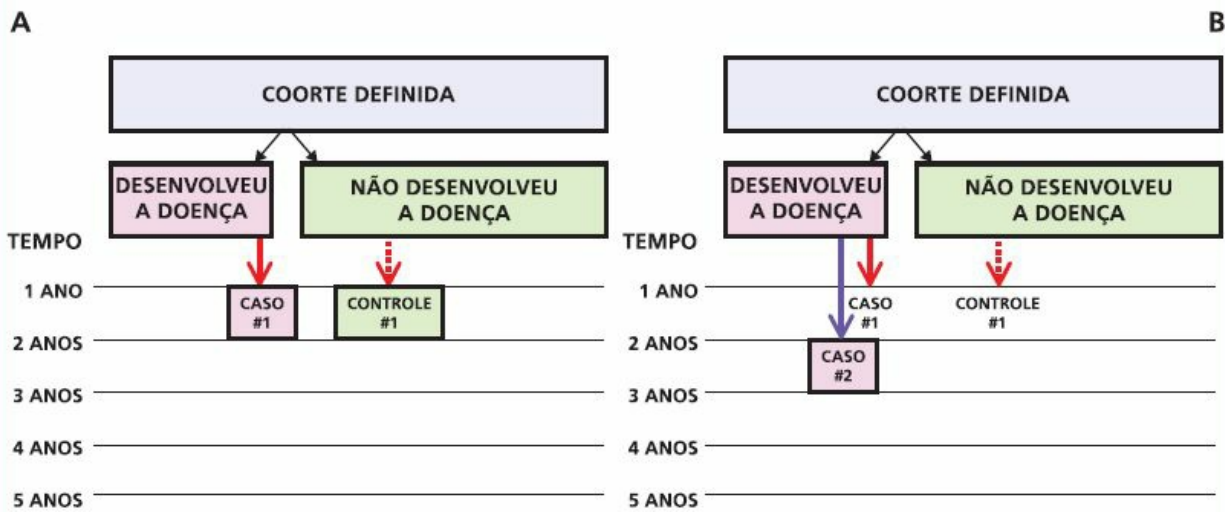 A
COORTE DEFINIDA
DESENVOLVEU
A DOENÇA
NÃO DESENVOLVEU
A DOENÇA
TEMPO
1 ANO
CASO
#1
CONTROLE
#1
2 ANOS
3 ANOS
4 ANOS
5 ANOS
B
COORTE DEFINIDA
DESENVOLVEU
A DOENÇA
NÃO DESENVOLVEU
A DOENÇA
TEMPO
1 ANO
CASO
#1
CONTROLE
#1
2 ANOS
CASO
#2
3 ANOS
4 ANOS
5 ANOS